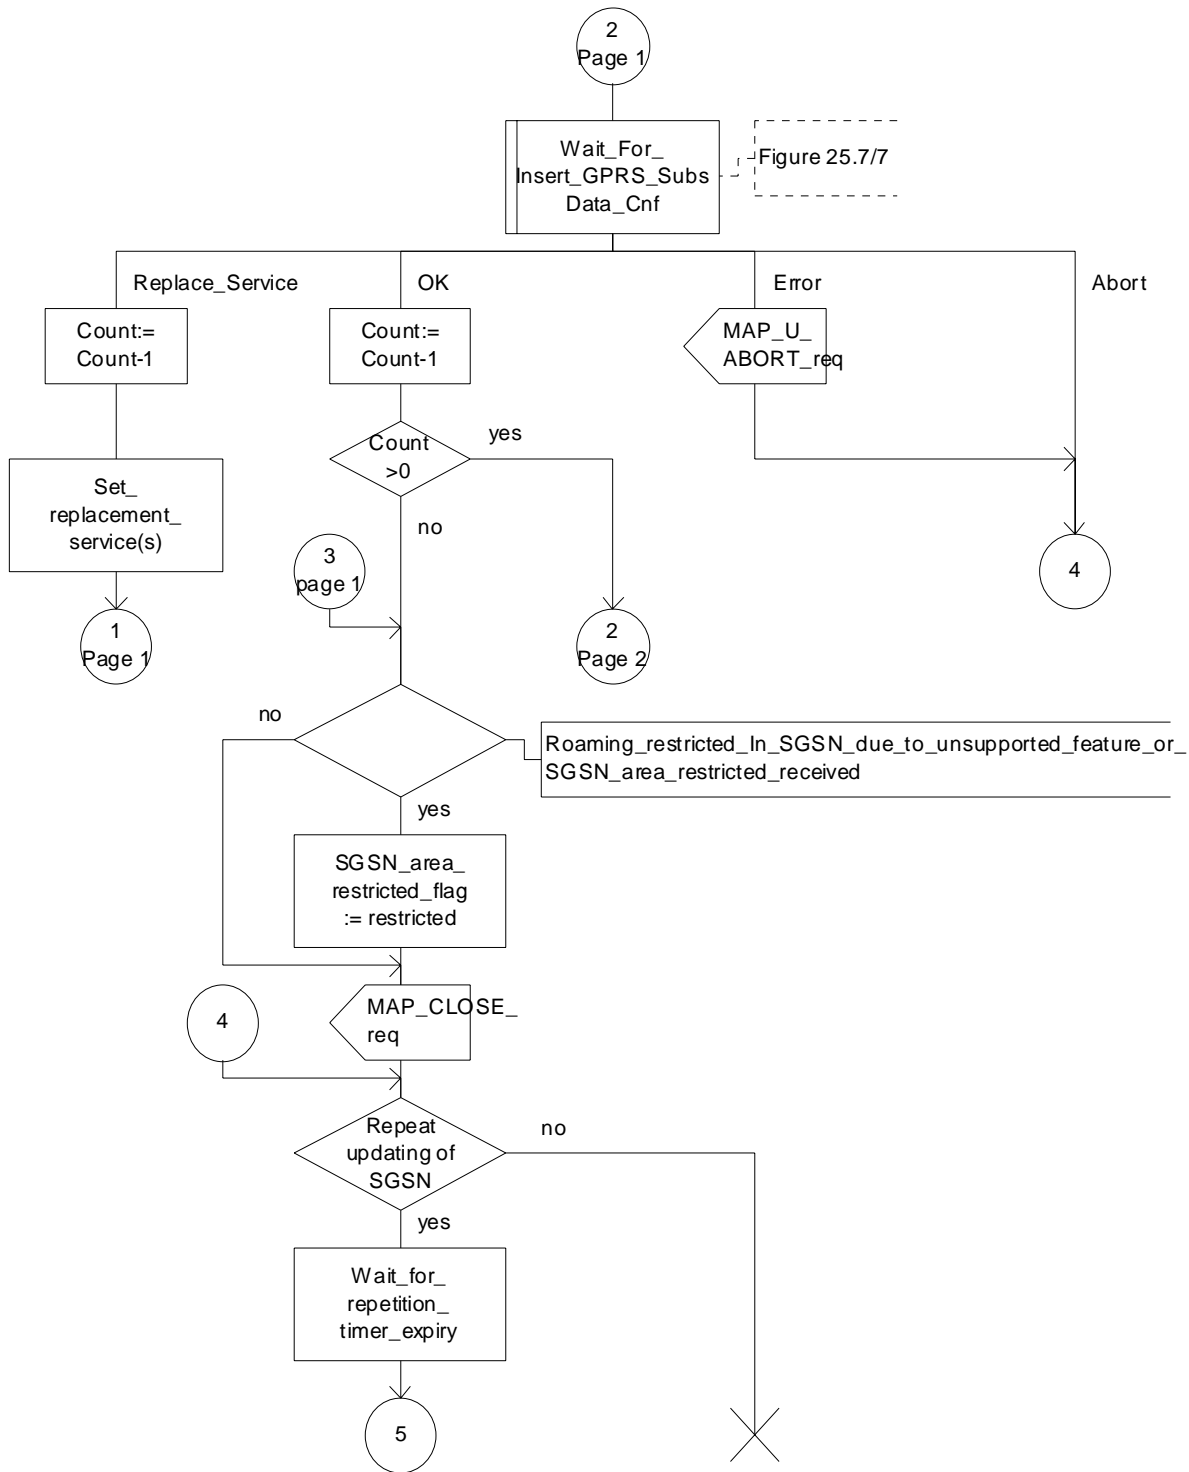 2
Page 1
Wait_For_
Insert_GPRS_Subs
Data_Cnf
Figure 25.7/7
Replace_Service
OK
Error
Abort
Count:=
Count-1
Count:=
Count-1
MAP_U_
ABORT_req
Count
>0
yes
no
Set_
replacement_
service(s)
3
page 1
4
1
Page 1
2
Page 2
no
Roaming_restricted_In_SGSN_due_to_unsupported_feature_or_
SGSN_area_restricted_received
yes
SGSN_area_
restricted_flag
:= restricted
4
MAP_CLOSE_
req
Repeat
updating of
SGSN
no
yes
Wait_for_
repetition_
timer_expiry
5